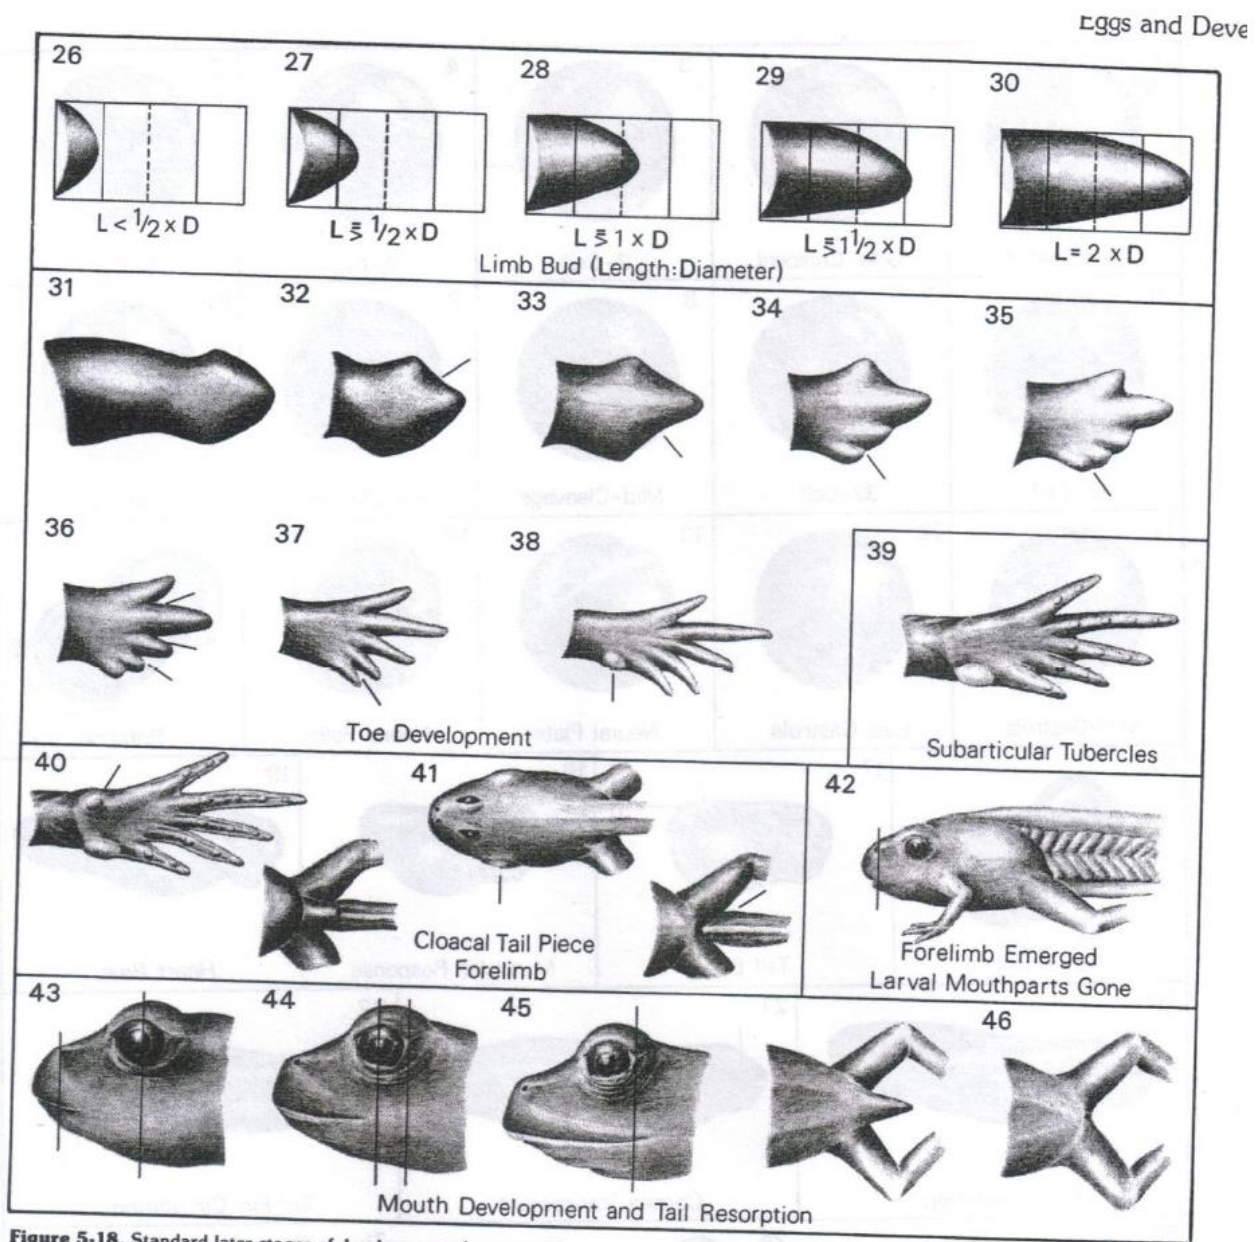 Eggs and Deve
26 27 28 29 30
L < 1/2 x D L ⋚ 1/2 x D L ⋚ 1 x D L ⋚ 1 1/2 x D L = 2 x D
Limb Bud (Length:Diameter)
31 32 33 34 35
36 37 38 39
Toe Development
Subarticular Tubercles
40 41 42
Cloacal Tail Piece
Forelimb
Forelimb Emerged
Larval Mouthparts Gone
43 44 45 46
Mouth Development and Tail Resorption
Figure 5-18. Standard later stages of